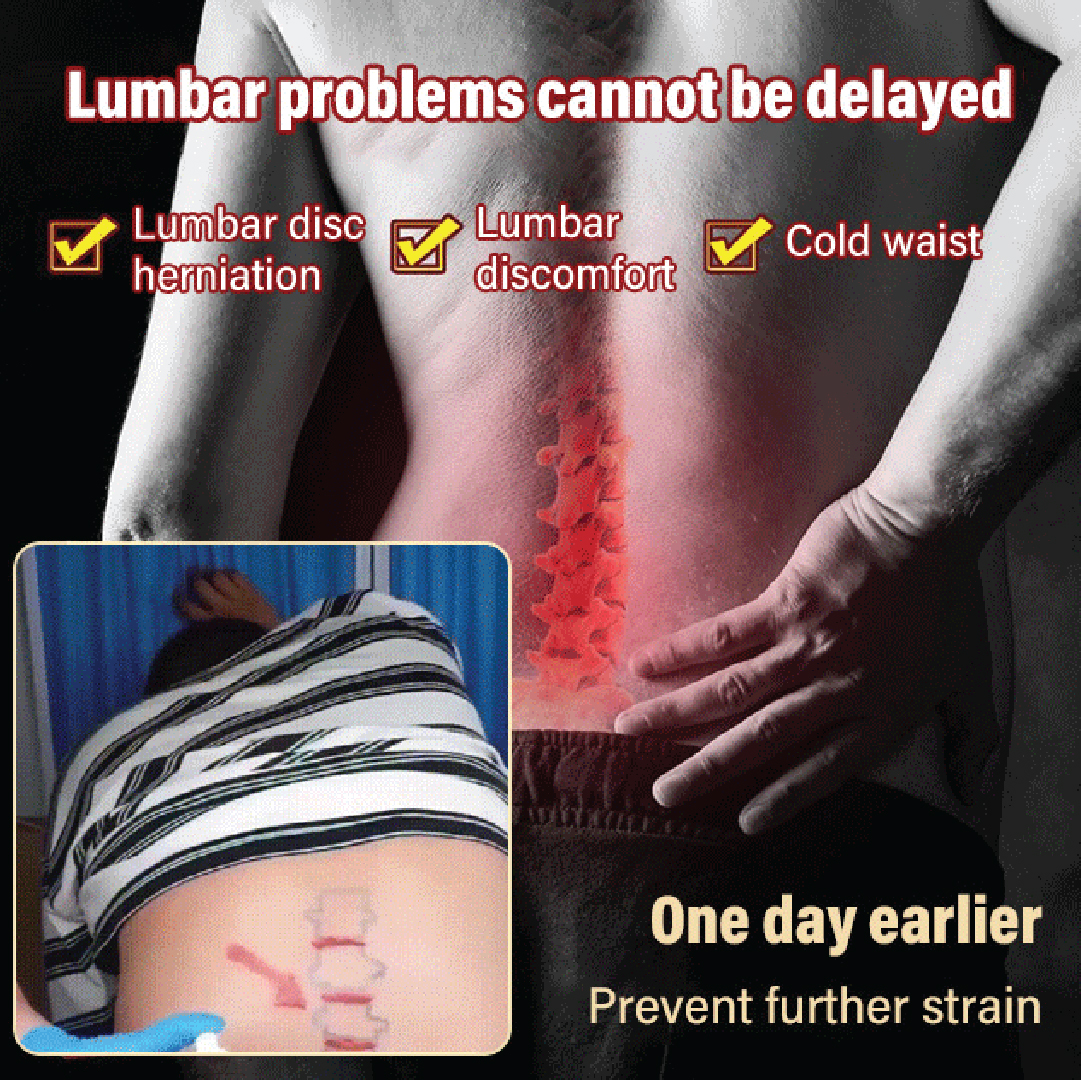 Lumbar problems cannot be delayed
Lumbar disc
herniation
Lumbar
discomfort
Cold waist
One day earlier
Prevent further strain